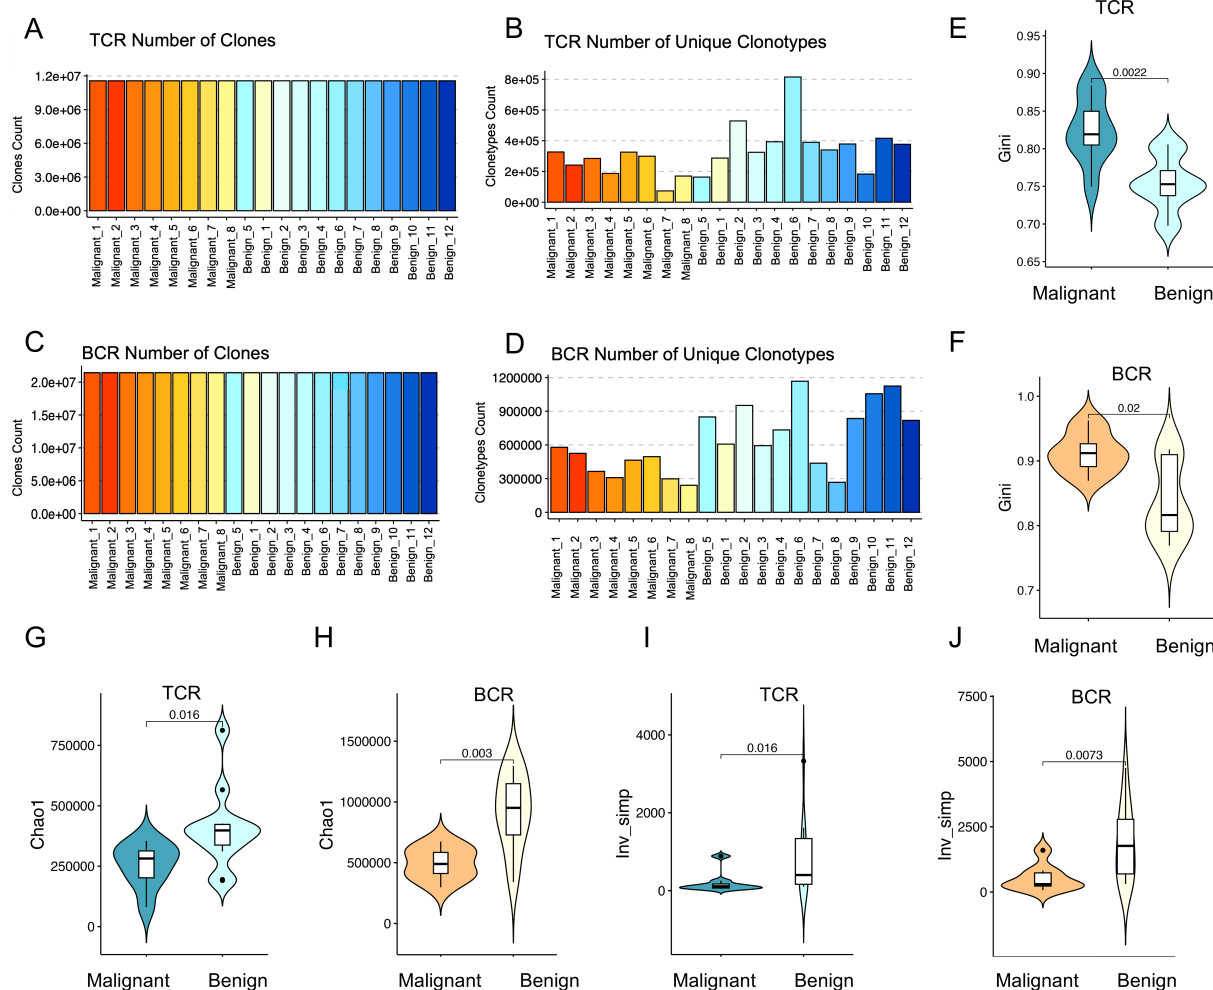 A
TCR Number of Clones
Clones Count
1.2e+07
9.0e+06
6.0e+06
3.0e+06
0.0e+00
Malignant_1
Malignant_2
Malignant_3
Malignant_4
Malignant_5
Malignant_6
Malignant_7
Malignant_8
Benign_5
Benign_1
Benign_2
Benign_3
Benign_4
Benign_6
Benign_7
Benign_8
Benign_9
Benign_10
Benign_11
Benign_12
B
TCR Number of Unique Clonotypes
Clonetypes Count
8e+05
6e+05
4e+05
2e+05
0e+00
Malignant_1
Malignant_2
Malignant_3
Malignant_4
Malignant_5
Malignant_6
Malignant_7
Malignant_8
Benign_5
Benign_1
Benign_2
Benign_3
Benign_4
Benign_6
Benign_7
Benign_8
Benign_9
Benign_10
Benign_11
Benign_12
E
TCR
Gini
0.95
0.90
0.85
0.80
0.75
0.70
0.65
0.0022
Malignant
Benign
C
BCR Number of Clones
Clones Count
2.0e+07
1.5e+07
1.0e+07
5.0e+06
0.0e+00
Malignant_1
Malignant_2
Malignant_3
Malignant_4
Malignant_5
Malignant_6
Malignant_7
Malignant_8
Benign_5
Benign_1
Benign_2
Benign_3
Benign_4
Benign_6
Benign_7
Benign_8
Benign_9
Benign_10
Benign_11
Benign_12
D
BCR Number of Unique Clonotypes
Clonetypes Count
1200000
900000
600000
300000
0
Malignant_1
Malignant_2
Malignant_3
Malignant_4
Malignant_5
Malignant_6
Malignant_7
Malignant_8
Benign_5
Benign_1
Benign_2
Benign_3
Benign_4
Benign_6
Benign_7
Benign_8
Benign_9
Benign_10
Benign_11
Benign_12
F
BCR
Gini
1.0
0.9
0.8
0.7
0.02
Malignant
Benign
G
TCR
Chao1
750000
500000
250000
0
0.016
Malignant
Benign
H
BCR
Chao1
1500000
1000000
500000
0
0.003
Malignant
Benign
I
TCR
Inv_simp
4000
2000
0
0.016
Malignant
Benign
J
BCR
Inv_simp
7500
5000
2500
0
0.0073
Malignant
Benign